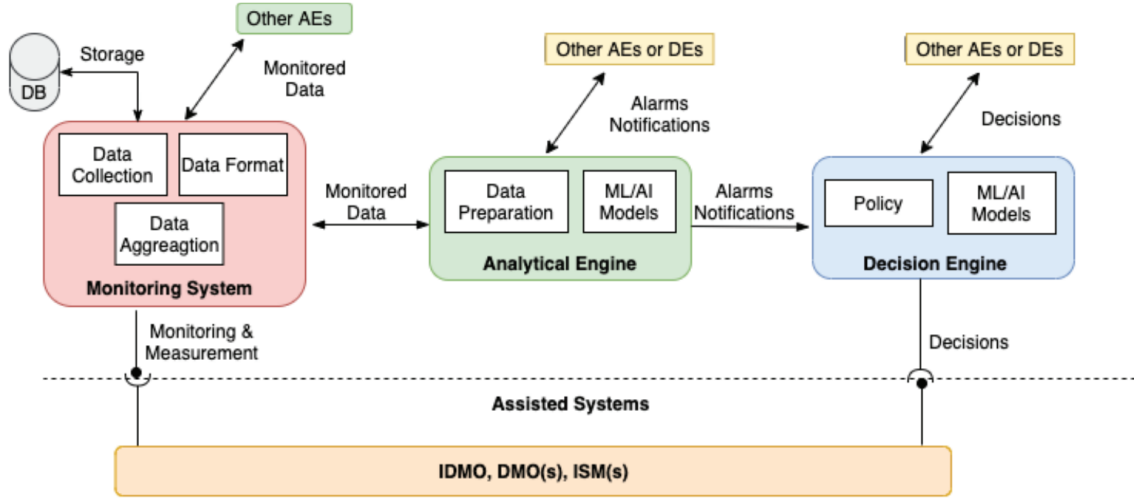 Other AEs
Storage
DB
Monitored
Data
Other AEs or DEs
Other AEs or DEs
Alarms
Notifications
Decisions
Data
Collection
Data Format
Data
Aggreagtion
Monitoring System
Monitored
Data
Data
Preparation
ML/AI
Models
Analytical Engine
Alarms
Notifications
Policy
ML/AI
Models
Decision Engine
Monitoring &
Measurement
Decisions
Assisted Systems
IDMO, DMO(s), ISM(s)